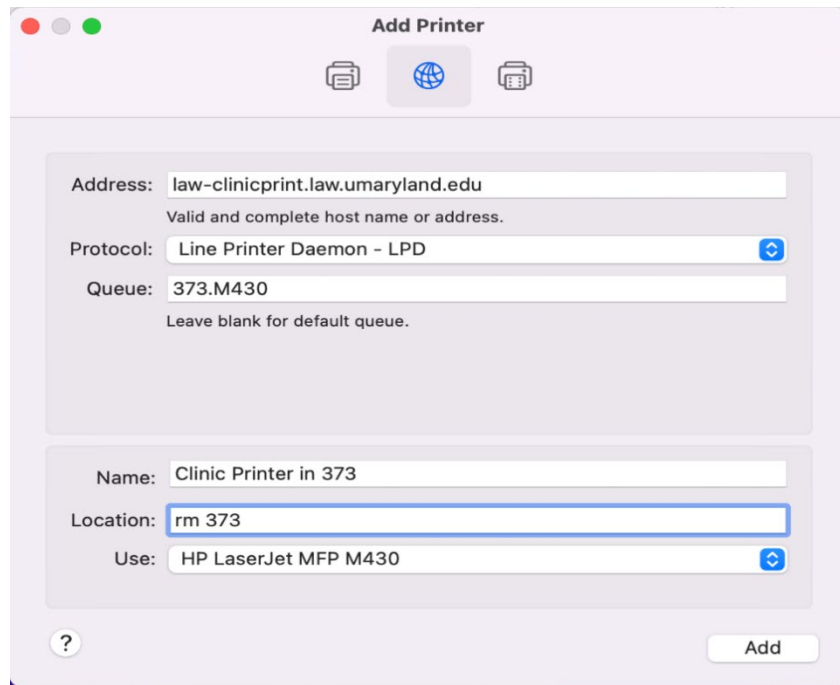 Add Printer
Address: law-clinicprint.law.umaryland.edu
Valid and complete host name or address.
Protocol: Line Printer Daemon - LPD
Queue: 373.M430
Leave blank for default queue.
Name: Clinic Printer in 373
Location: rm 373
Use: HP LaserJet MFP M430
? Add